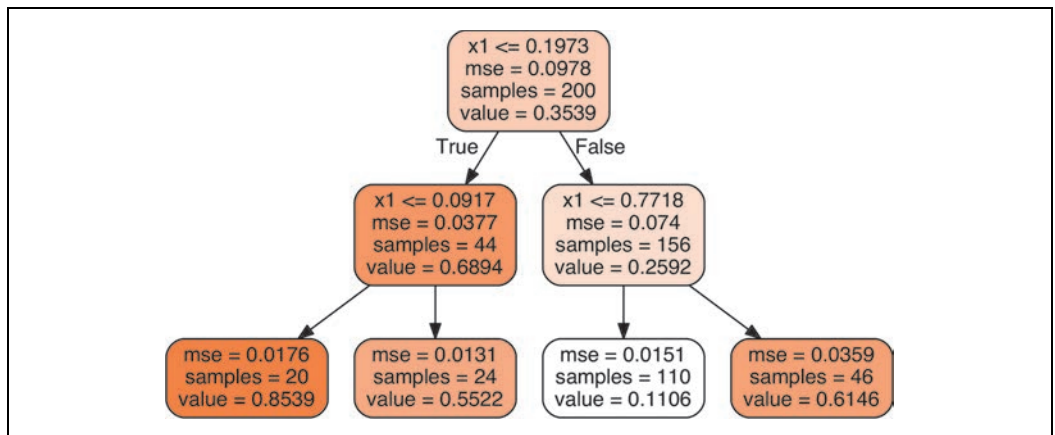 x1 <= 0.1973
mse = 0.0978
samples = 200
value = 0.3539
True
False
x1 <= 0.0917
mse = 0.0377
samples = 44
value = 0.6894
x1 <= 0.7718
mse = 0.074
samples = 156
value = 0.2592
mse = 0.0176
samples = 20
value = 0.8539
mse = 0.0131
samples = 24
value = 0.5522
mse = 0.0151
samples = 110
value = 0.1106
mse = 0.0359
samples = 46
value = 0.6146